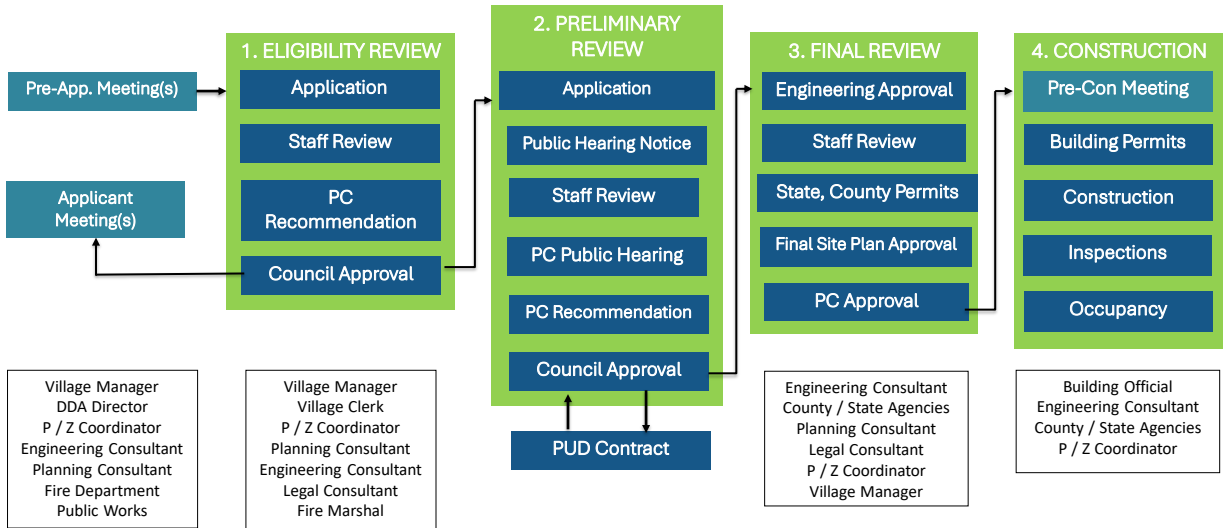 Pre-App. Meeting(s)
Applicant
Meeting(s)
1. ELIGIBILITY REVIEW
Application
Staff Review
PC
Recommendation
Council Approval
2. PRELIMINARY
REVIEW
Application
Public Hearing Notice
Staff Review
PC Public Hearing
PC Recommendation
Council Approval
PUD Contract
3. FINAL REVIEW
Engineering Approval
Staff Review
State, County Permits
Final Site Plan Approval
PC Approval
4. CONSTRUCTION
Pre-Con Meeting
Building Permits
Construction
Inspections
Occupancy
Village Manager
DDA Director
P / Z Coordinator
Engineering Consultant
Planning Consultant
Fire Department
Public Works
Village Manager
Village Clerk
P / Z Coordinator
Planning Consultant
Engineering Consultant
Legal Consultant
Fire Marshal
Engineering Consultant
County / State Agencies
Planning Consultant
Legal Consultant
P / Z Coordinator
Village Manager
Building Official
Engineering Consultant
County / State Agencies
P / Z Coordinator